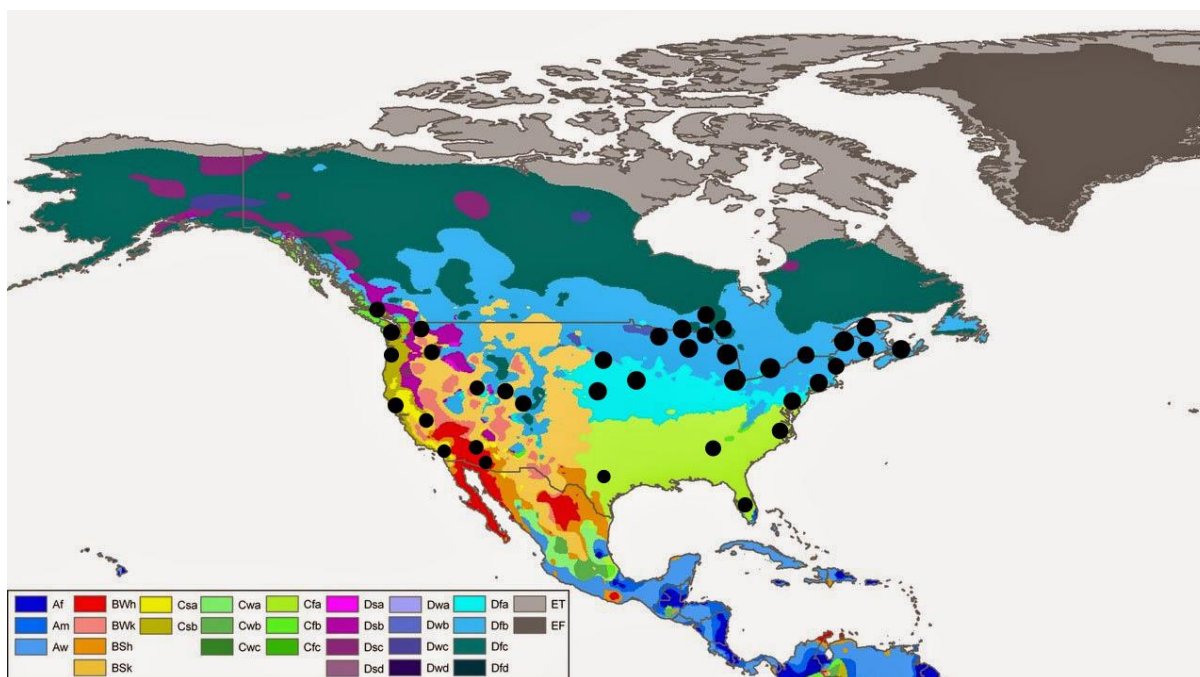 Af BWh Csa Cwa Cfa Dsa Dwa Dfa ET
Am BWk Csb Cwb Cfb Dsb Dwb Dfb EF
Aw BSh Cwc Cfc Dsc Dwc Dfc
BSk Dsd Dwd Dfd